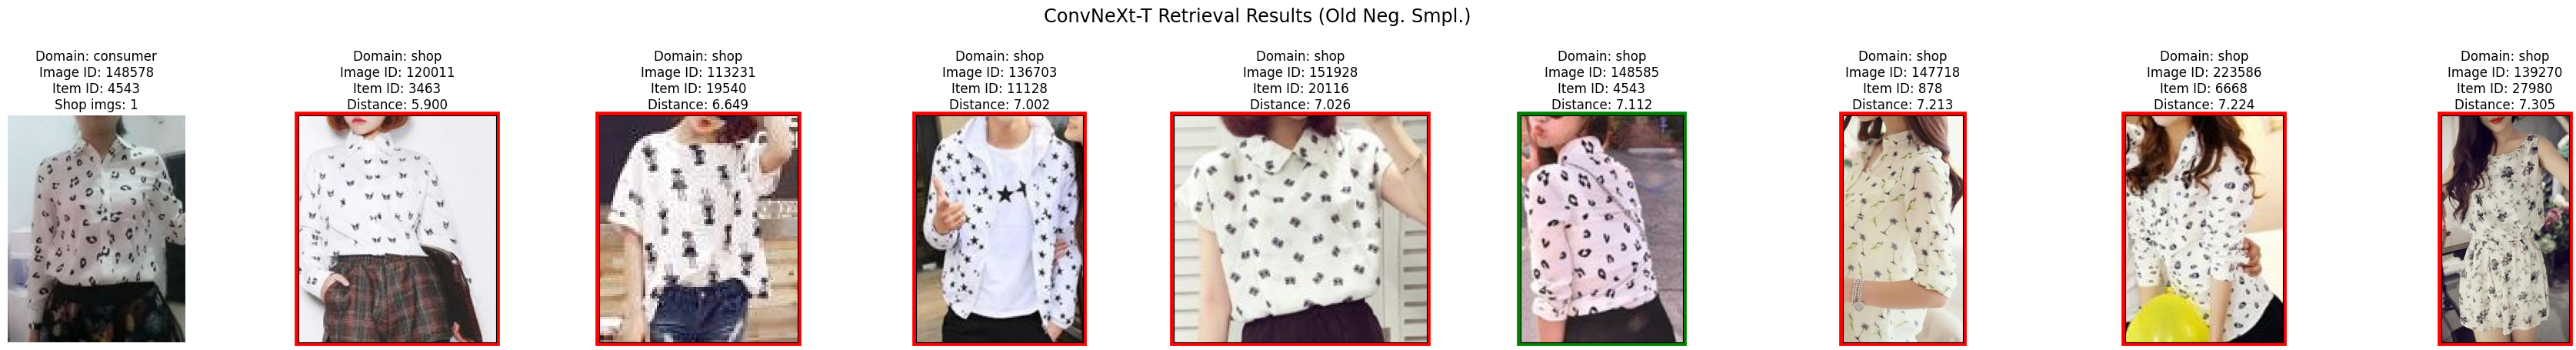 ConvNeXt-T Retrieval Results (Old Neg. Smpl.)
Domain: consumer
Image ID: 148578
Item ID: 4543
Shop imgs: 1
Domain: shop
Image ID: 120011
Item ID: 3463
Distance: 5.900
Domain: shop
Image ID: 113231
Item ID: 19540
Distance: 6.649
Domain: shop
Image ID: 136703
Item ID: 11128
Distance: 7.002
Domain: shop
Image ID: 151928
Item ID: 20116
Distance: 7.026
Domain: shop
Image ID: 148585
Item ID: 4543
Distance: 7.112
Domain: shop
Image ID: 147718
Item ID: 878
Distance: 7.213
Domain: shop
Image ID: 223586
Item ID: 6668
Distance: 7.224
Domain: shop
Image ID: 139270
Item ID: 27980
Distance: 7.305